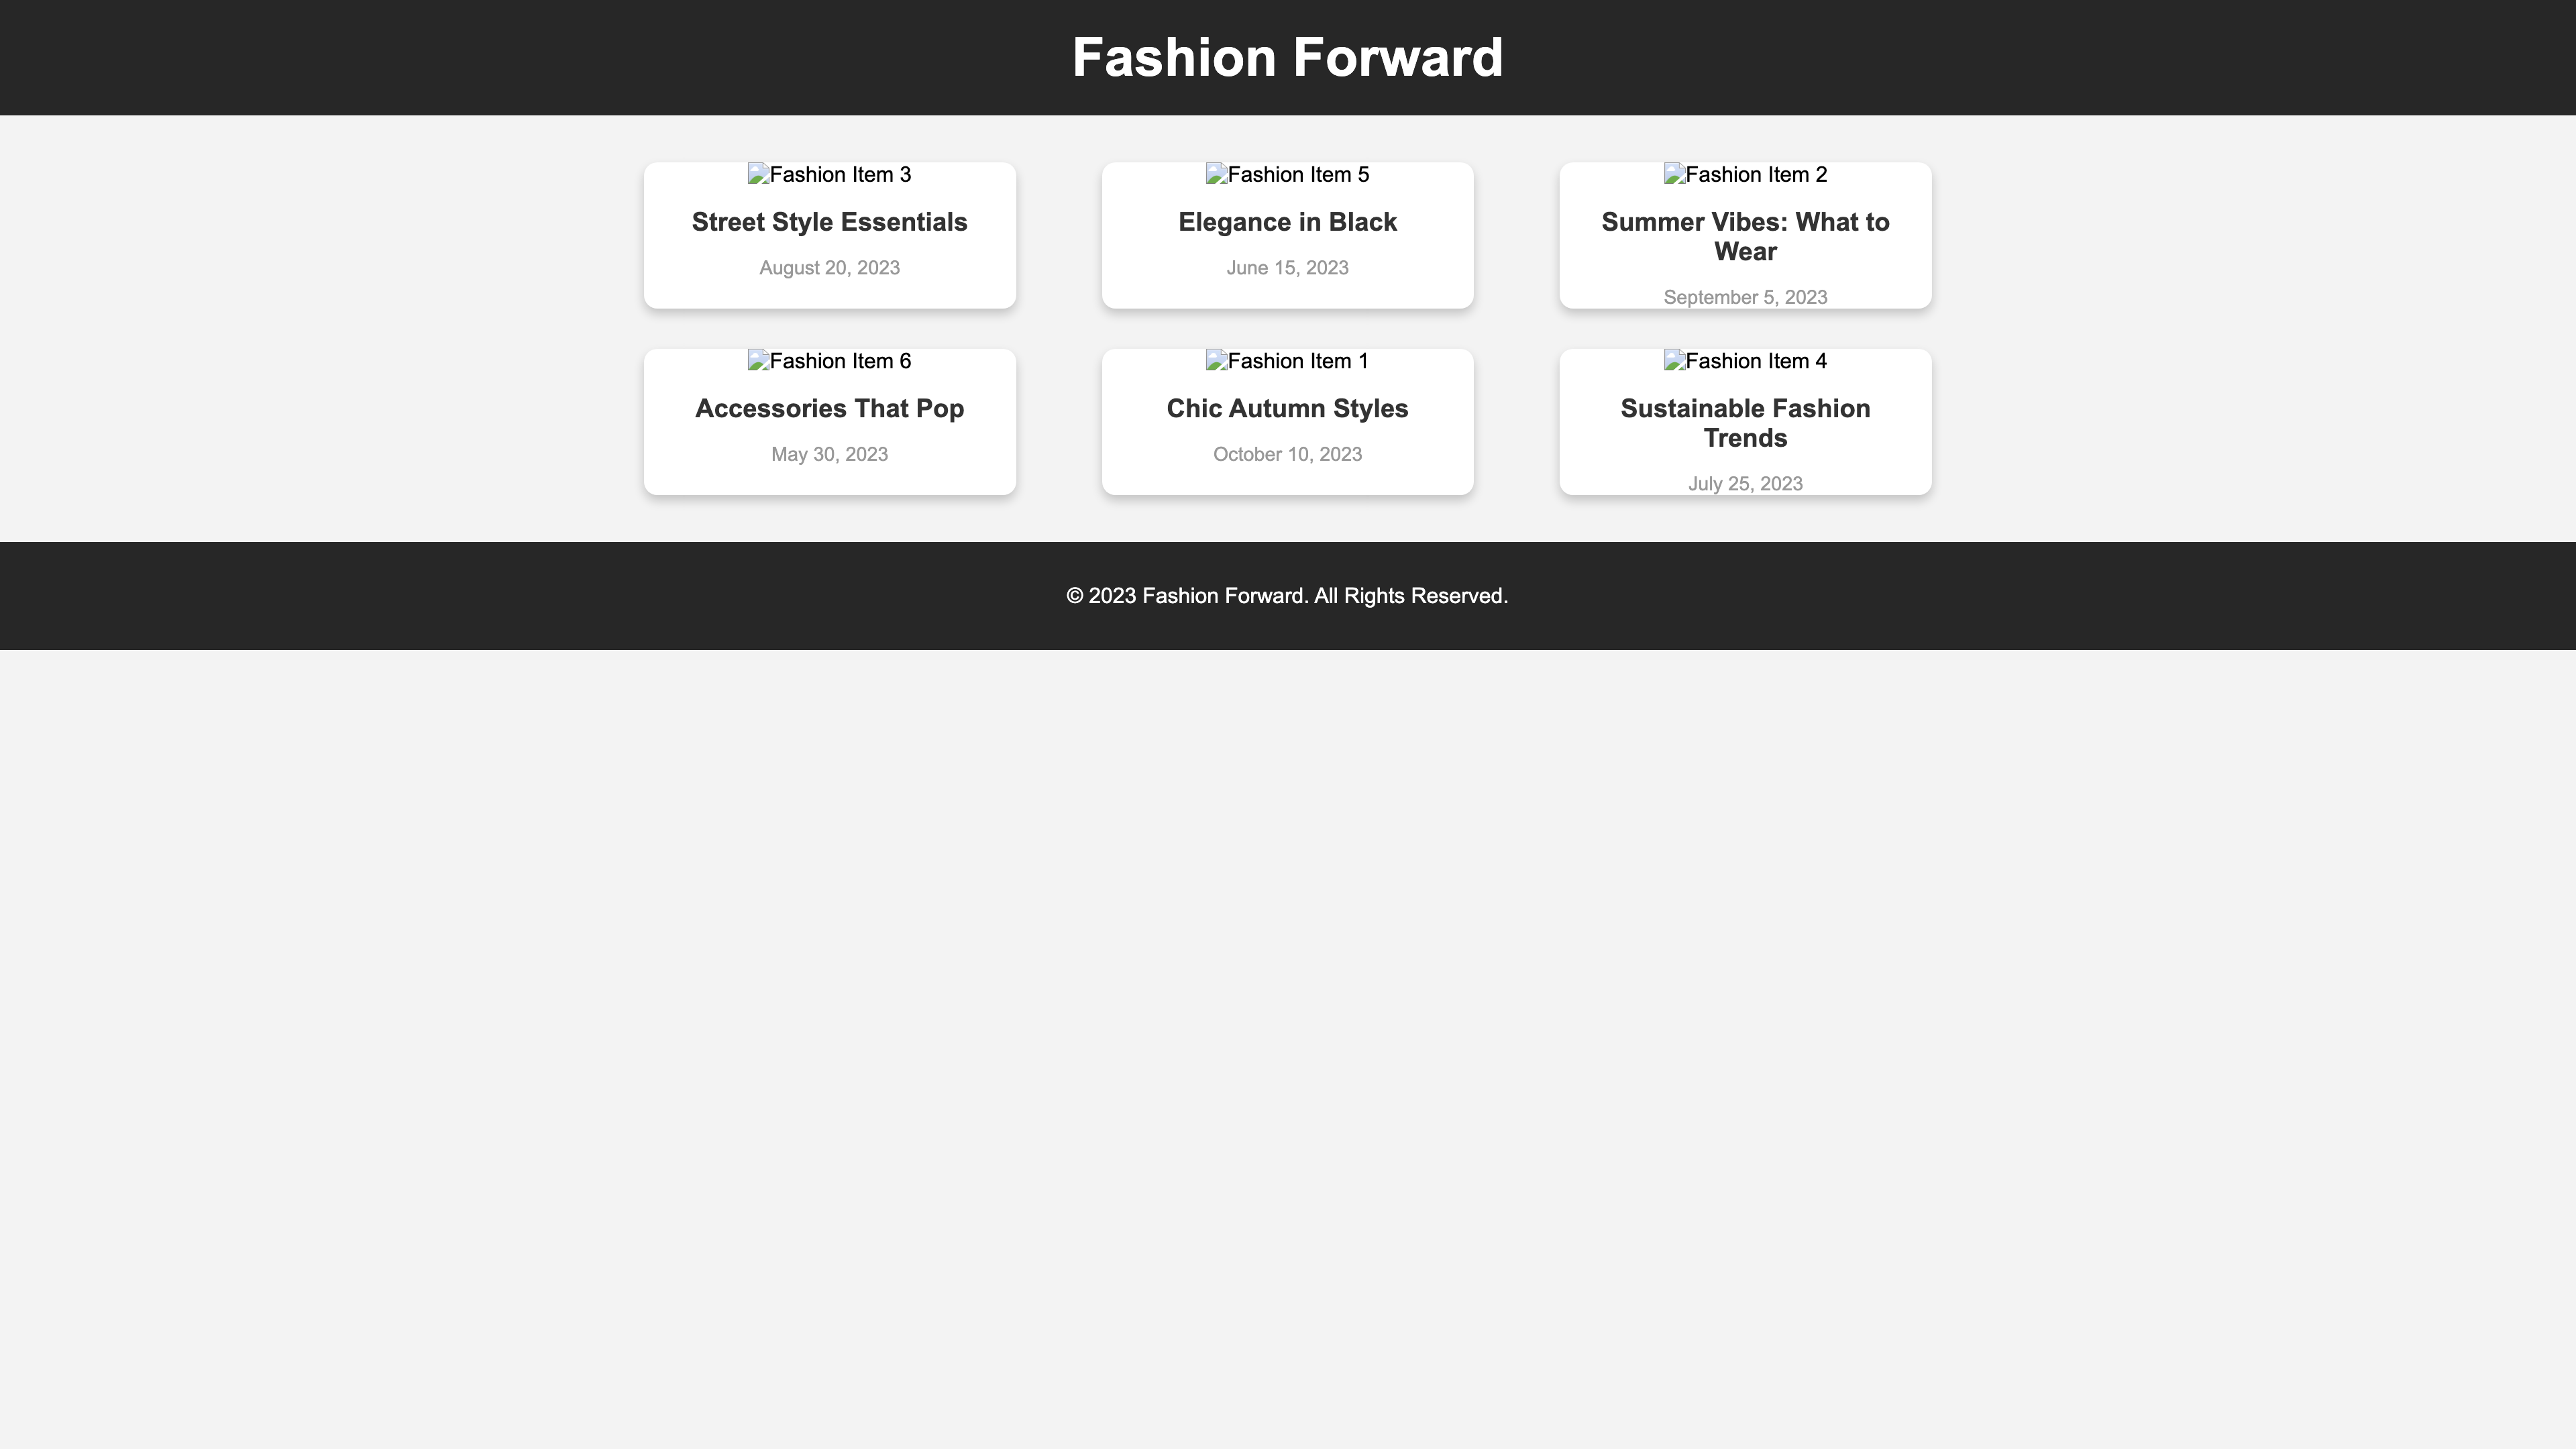 Fashion Forward
Fashion Item 3
Street Style Essentials
August 20, 2023
Fashion Item 5
Elegance in Black
June 15, 2023
Fashion Item 2
Summer Vibes: What to
Wear
September 5, 2023
Fashion Item 6
Accessories That Pop
May 30, 2023
Fashion Item 1
Chic Autumn Styles
October 10, 2023
Fashion Item 4
Sustainable Fashion
Trends
July 25, 2023
© 2023 Fashion Forward. All Rights Reserved.